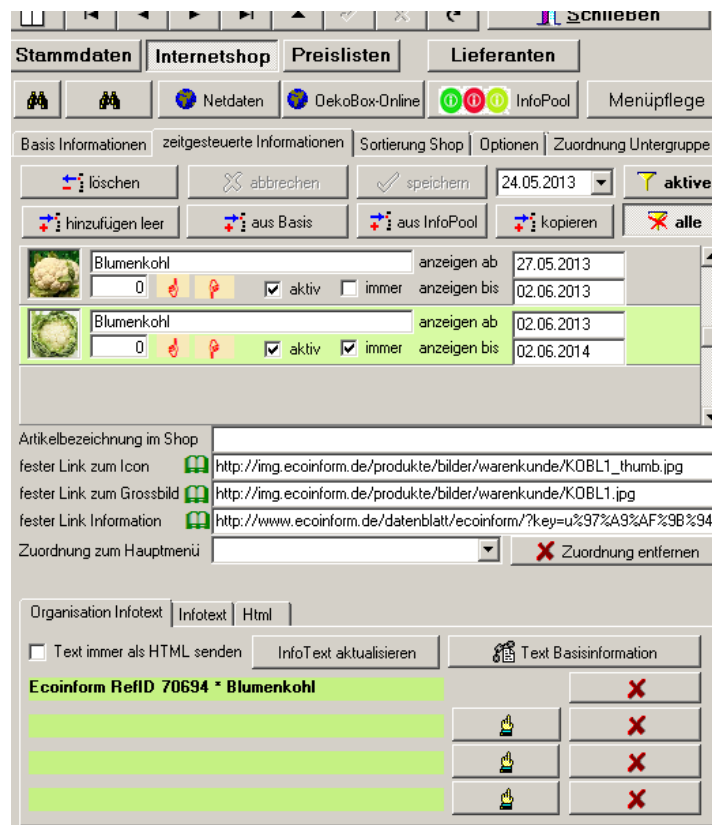 Schließen
Stammdaten Internetshop Preislisten Lieferanten
Netdaten OekoBox-Online InfoPool Menüpflege
Basis Informationen zeitgesteuerte Informationen Sortierung Shop Optionen Zuordnung Untergruppe
löschen abbrechen speichern 24.05.2013 aktive
hinzufügen leer aus Basis aus InfoPool kopieren alle
Blumenkohl anzeigen ab 27.05.2013
0 aktiv immer anzeigen bis 02.06.2013
Blumenkohl anzeigen ab 02.06.2013
0 aktiv immer anzeigen bis 02.06.2014
Artikelbezeichnung im Shop
fester Link zum Icon http://img.ecoinform.de/produkte/bilder/warenkunde/KOBL1_thumb.jpg
fester Link zum Grossbild http://img.ecoinform.de/produkte/bilder/warenkunde/KOBL1.jpg
fester Link Information http://www.ecoinform.de/datenblatt/ecoinform/?key=u%97%A9%AF%9B%94
Zuordnung zum Hauptmenü Zuordnung entfernen
Organisation Infotext Infotext Html
Text immer als HTML senden InfoText aktualisieren Text Basisinformation
Ecoinform RefID 70694 * Blumenkohl